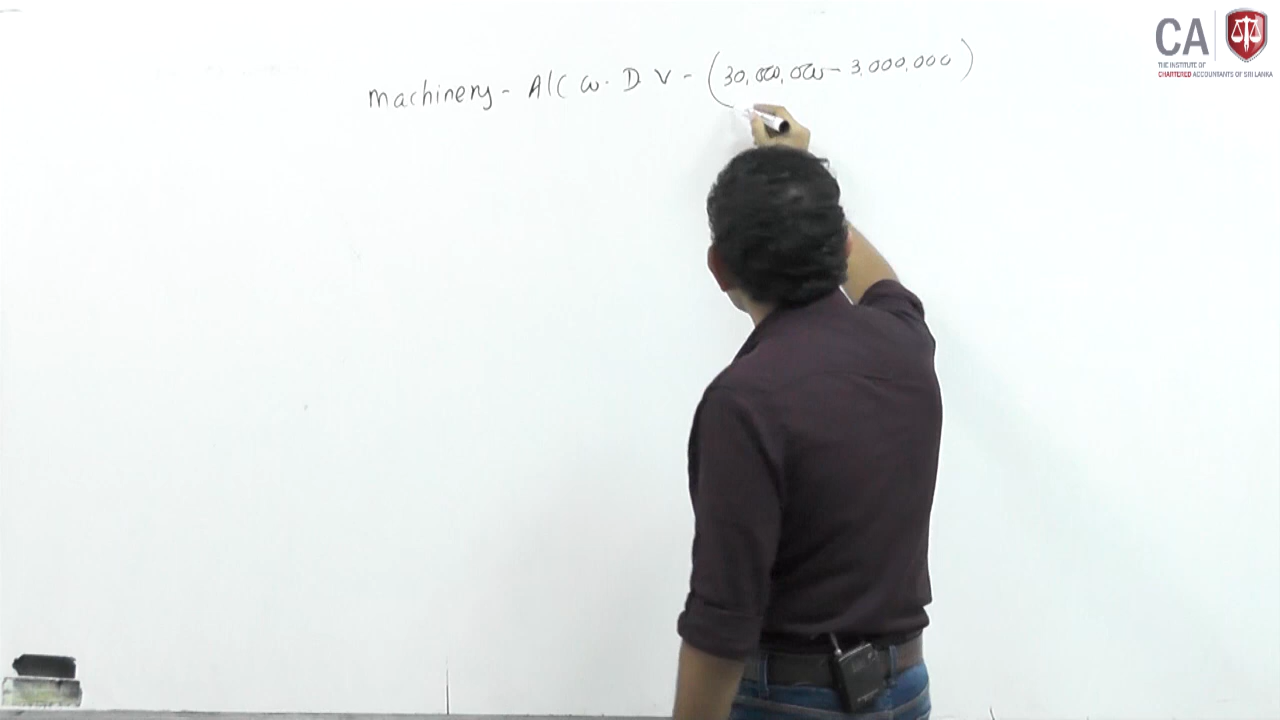 CA
THE INSTITUTE OF
CHARTERED ACCOUNTANTS OF SRI LANKA
machinery - A/C W. D V - (30,000,000 - 3,000,000)